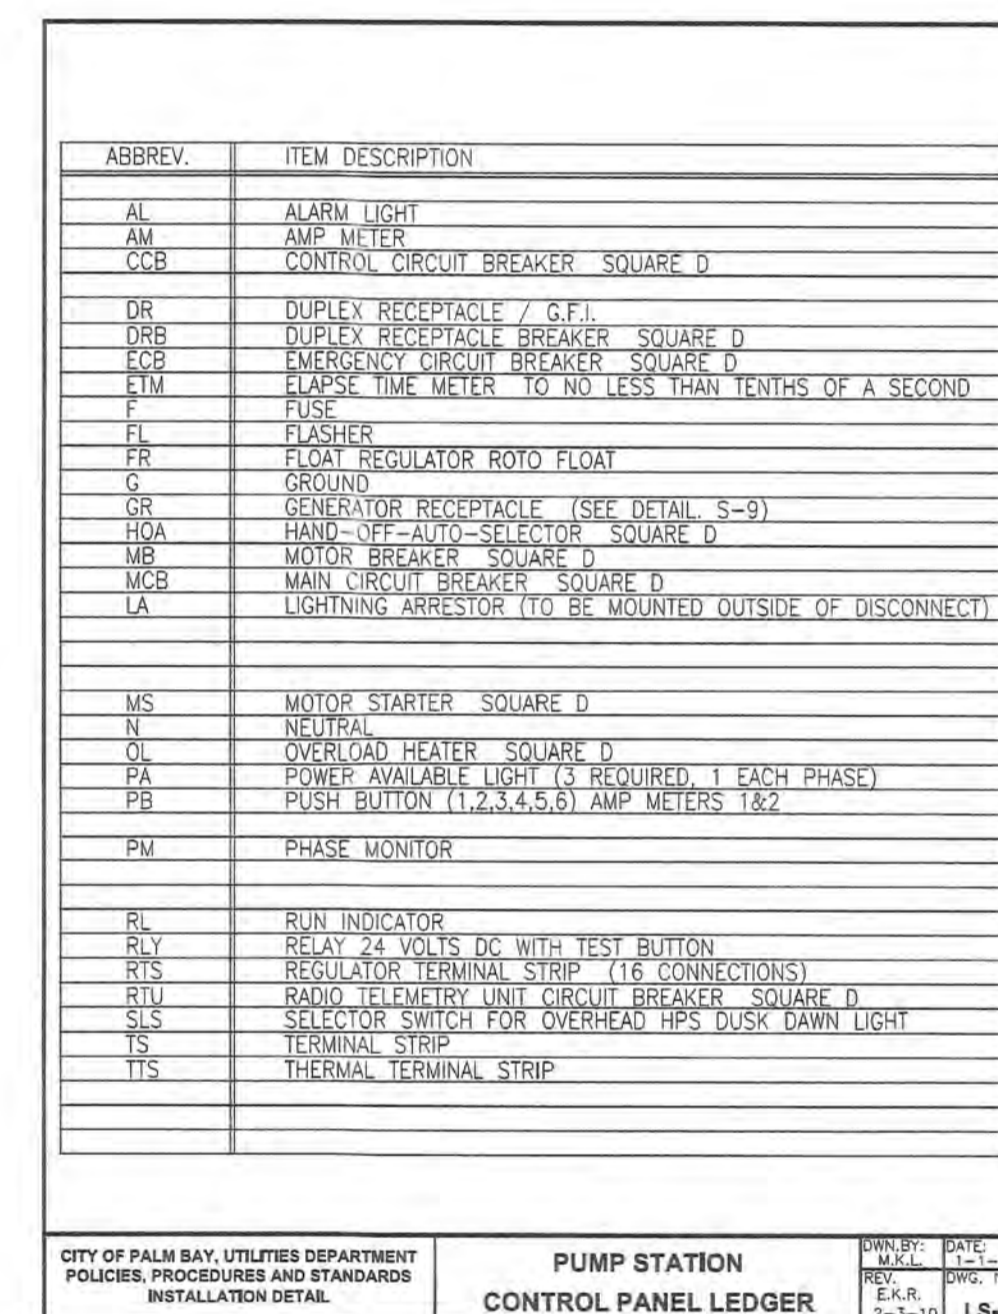 ABBREV. ITEM DESCRIPTION
AL ALARM LIGHT
AM AMP METER
CCB CONTROL CIRCUIT BREAKER SQUARE D
DR DUPLEX RECEPTACLE / G.F.I.
DRB DUPLEX RECEPTACLE BREAKER SQUARE D
ECB EMERGENCY CIRCUIT BREAKER SQUARE D
ETM ELAPSE TIME METER TO NO LESS THAN TENTHS OF A SECOND
F FUSE
FL FLASHER
FR FLOAT REGULATOR ROTO FLOAT
G GROUND
GR GENERATOR RECEPTACLE (SEE DETAIL. S-9)
HOA HAND-OFF-AUTO-SELECTOR SQUARE D
MB MOTOR BREAKER SQUARE D
MCB MAIN CIRCUIT BREAKER SQUARE D
LA LIGHTNING ARRESTOR (TO BE MOUNTED OUTSIDE OF DISCONNECT)
MS MOTOR STARTER SQUARE D
N NEUTRAL
OL OVERLOAD HEATER SQUARE D
PA POWER AVAILABLE LIGHT (3 REQUIRED, 1 EACH PHASE)
PB PUSH BUTTON (1,2,3,4,5,6) AMP METERS 1&2
PM PHASE MONITOR
RL RUN INDICATOR
RLY RELAY 24 VOLTS DC WITH TEST BUTTON
RTS REGULATOR TERMINAL STRIP (16 CONNECTIONS)
RTU RADIO TELEMETRY UNIT CIRCUIT BREAKER SQUARE D
SLS SELECTOR SWITCH FOR OVERHEAD HPS DUSK DAWN LIGHT
TS TERMINAL STRIP
TTS THERMAL TERMINAL STRIP
CITY OF PALM BAY, UTILITIES DEPARTMENT
POLICIES, PROCEDURES AND STANDARDS
INSTALLATION DETAIL
PUMP STATION
CONTROL PANEL LEDGER
DWN.BY:
M.K.L.
DATE:
1-1-
REV.
E.K.R.
2-3-10
DWG.